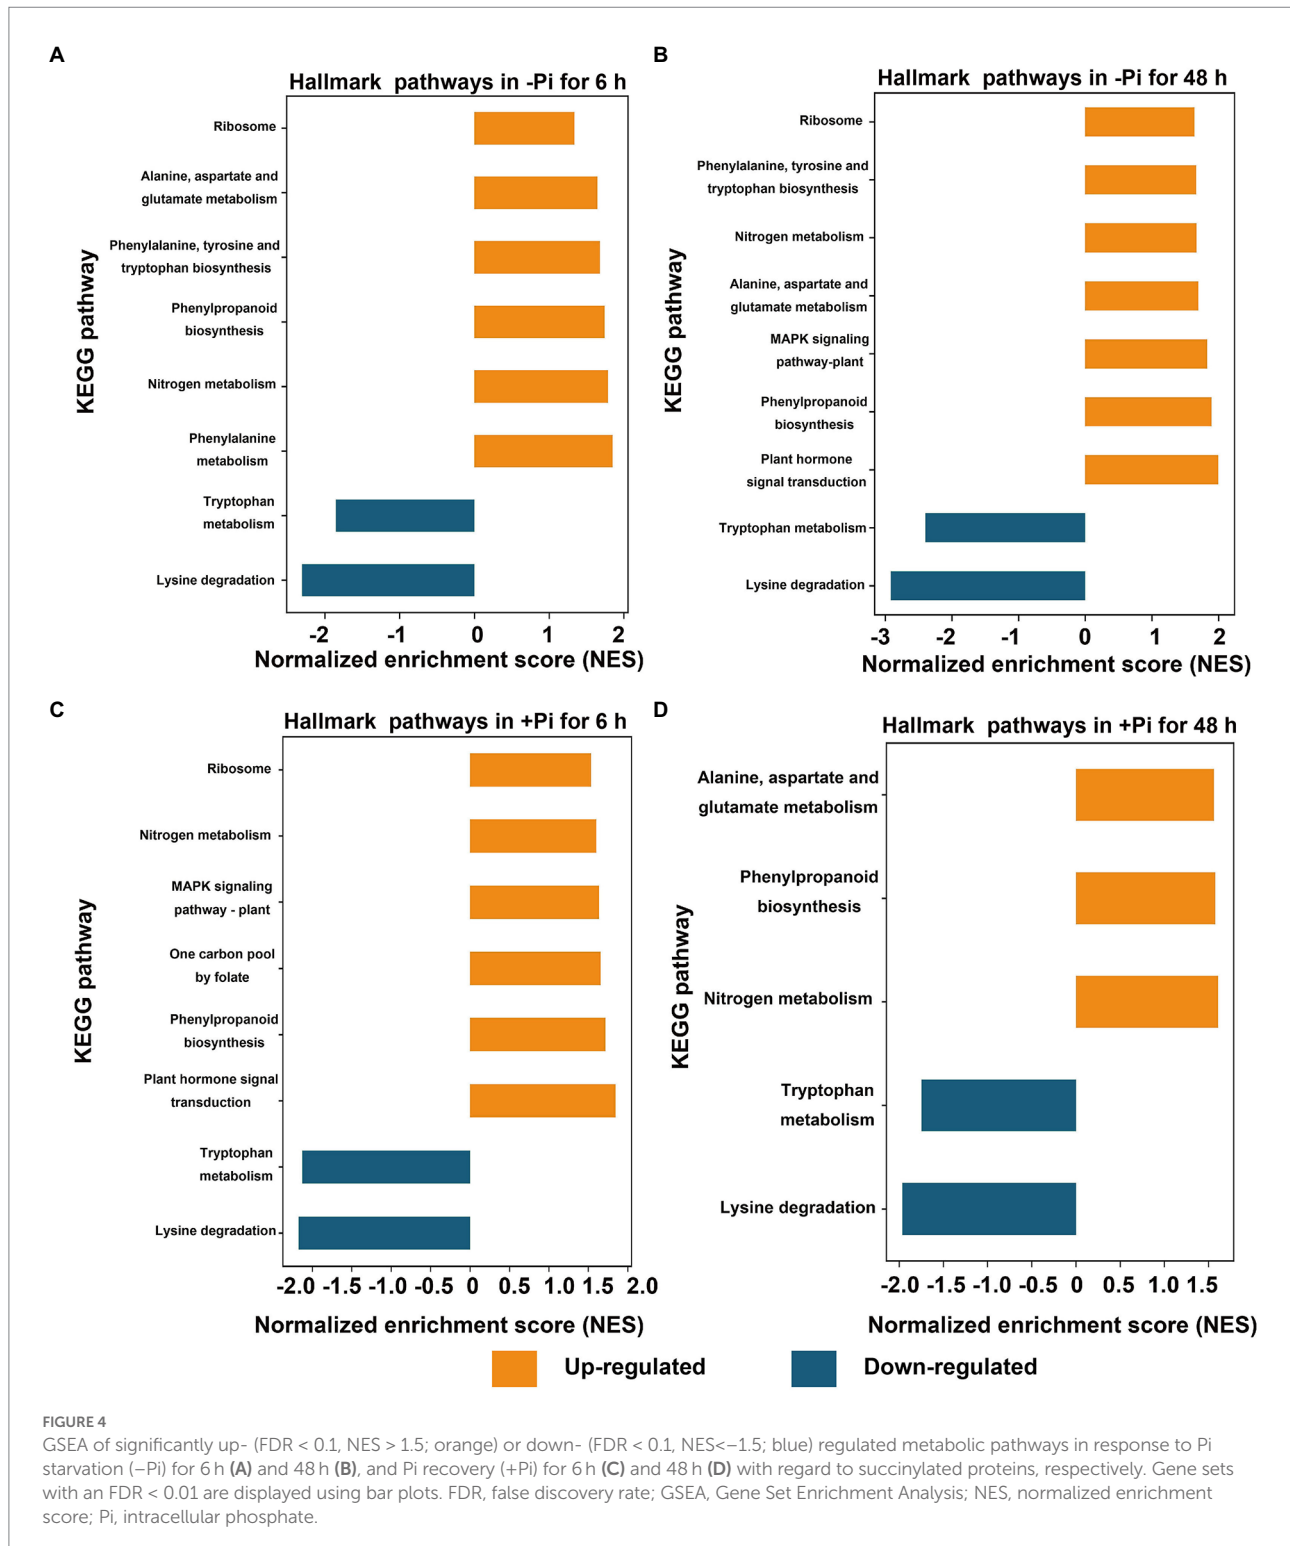 A
Hallmark pathways in -Pi for 6 h
KEGG pathway
Ribosome
Alanine, aspartate and
glutamate metabolism
Phenylalanine, tyrosine and
tryptophan biosynthesis
Phenylpropanoid
biosynthesis
Nitrogen metabolism
Phenylalanine
metabolism
Tryptophan
metabolism
Lysine degradation
-2 -1 0 1 2
Normalized enrichment score (NES)
B
Hallmark pathways in -Pi for 48 h
KEGG pathway
Ribosome
Phenylalanine, tyrosine and
tryptophan biosynthesis
Nitrogen metabolism
Alanine, aspartate and
glutamate metabolism
MAPK signaling
pathway-plant
Phenylpropanoid
biosynthesis
Plant hormone
signal transduction
Tryptophan metabolism
Lysine degradation
-3 -2 -1 0 1 2
Normalized enrichment score (NES)
C
Hallmark pathways in +Pi for 6 h
KEGG pathway
Ribosome
Nitrogen metabolism
MAPK signaling
pathway - plant
One carbon pool
by folate
Phenylpropanoid
biosynthesis
Plant hormone signal
transduction
Tryptophan
metabolism
Lysine degradation
-2.0 -1.5 -1.0 -0.5 0 0.5 1.0 1.5 2.0
Normalized enrichment score (NES)
D
Hallmark pathways in +Pi for 48 h
KEGG pathway
Alanine, aspartate and
glutamate metabolism
Phenylpropanoid
biosynthesis
Nitrogen metabolism
Tryptophan
metabolism
Lysine degradation
-2.0 -1.5 -1.0 -0.5 0 0.5 1.0 1.5
Normalized enrichment score (NES)
Up-regulated
Down-regulated
FIGURE 4
GSEA of significantly up- (FDR < 0.1, NES > 1.5; orange) or down- (FDR < 0.1, NES<−1.5; blue) regulated metabolic pathways in response to Pi
starvation (−Pi) for 6 h (A) and 48 h (B), and Pi recovery (+Pi) for 6 h (C) and 48 h (D) with regard to succinylated proteins, respectively. Gene sets
with an FDR < 0.01 are displayed using bar plots. FDR, false discovery rate; GSEA, Gene Set Enrichment Analysis; NES, normalized enrichment
score; Pi, intracellular phosphate.